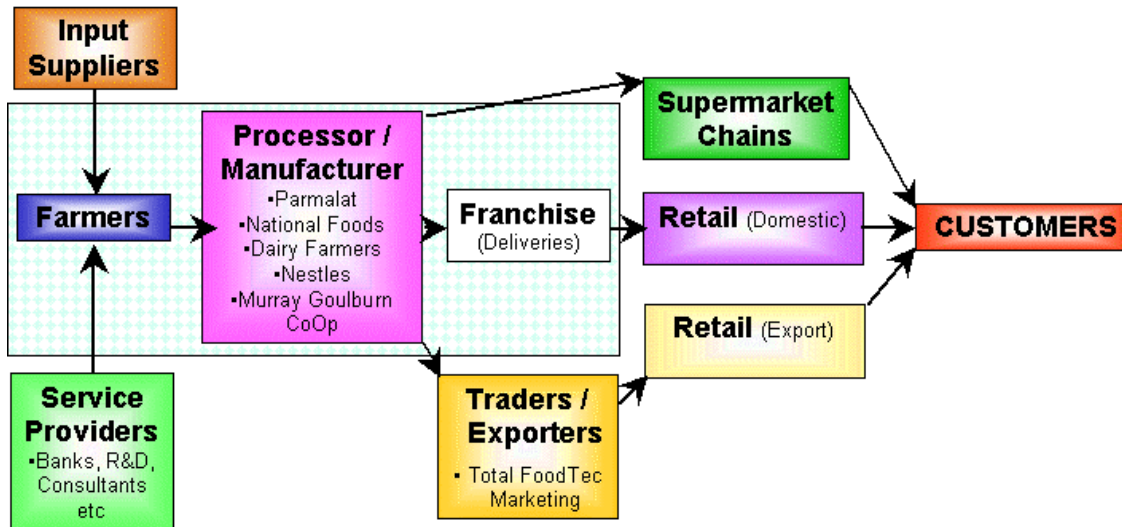 Input
Suppliers
Farmers
Service
Providers
▪Banks, R&D,
Consultants
etc
Processor /
Manufacturer
▪Parmalat
▪National Foods
▪Dairy Farmers
▪Nestles
▪Murray Goulburn
CoOp
Franchise
(Deliveries)
Traders /
Exporters
▪ Total FoodTec
Marketing
Supermarket
Chains
Retail (Domestic)
Retail (Export)
CUSTOMERS